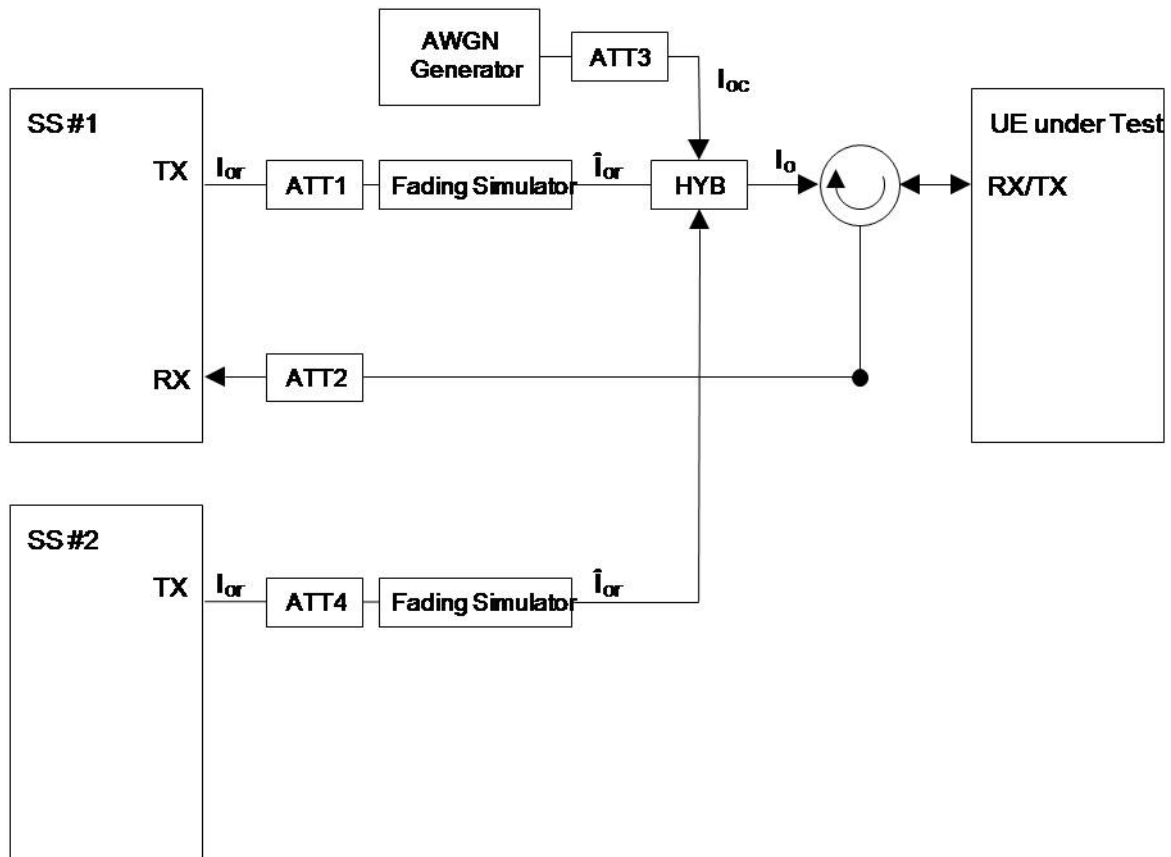 AWGN
Generator
ATT3
Ioc
SS #1
UE under Test
TX
Ior
ATT1
Fading Simulator
Îor
HYB
Io
RX/TX
RX
ATT2
SS #2
TX
Ior
ATT4
Fading Simulator
Îor